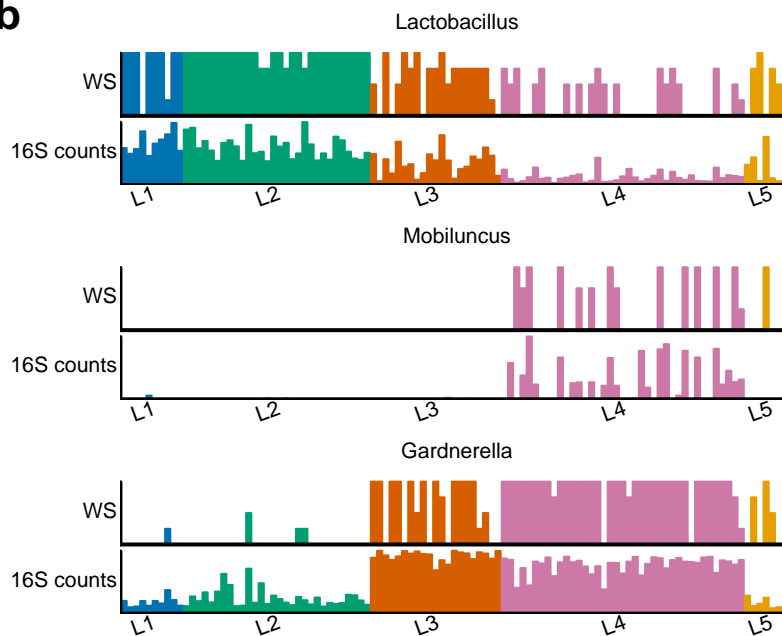 b
Lactobacillus
WS
16S counts
L1 L2 L3 L4 L5
Mobiluncus
WS
16S counts
L1 L2 L3 L4 L5
Gardnerella
WS
16S counts
L1 L2 L3 L4 L5